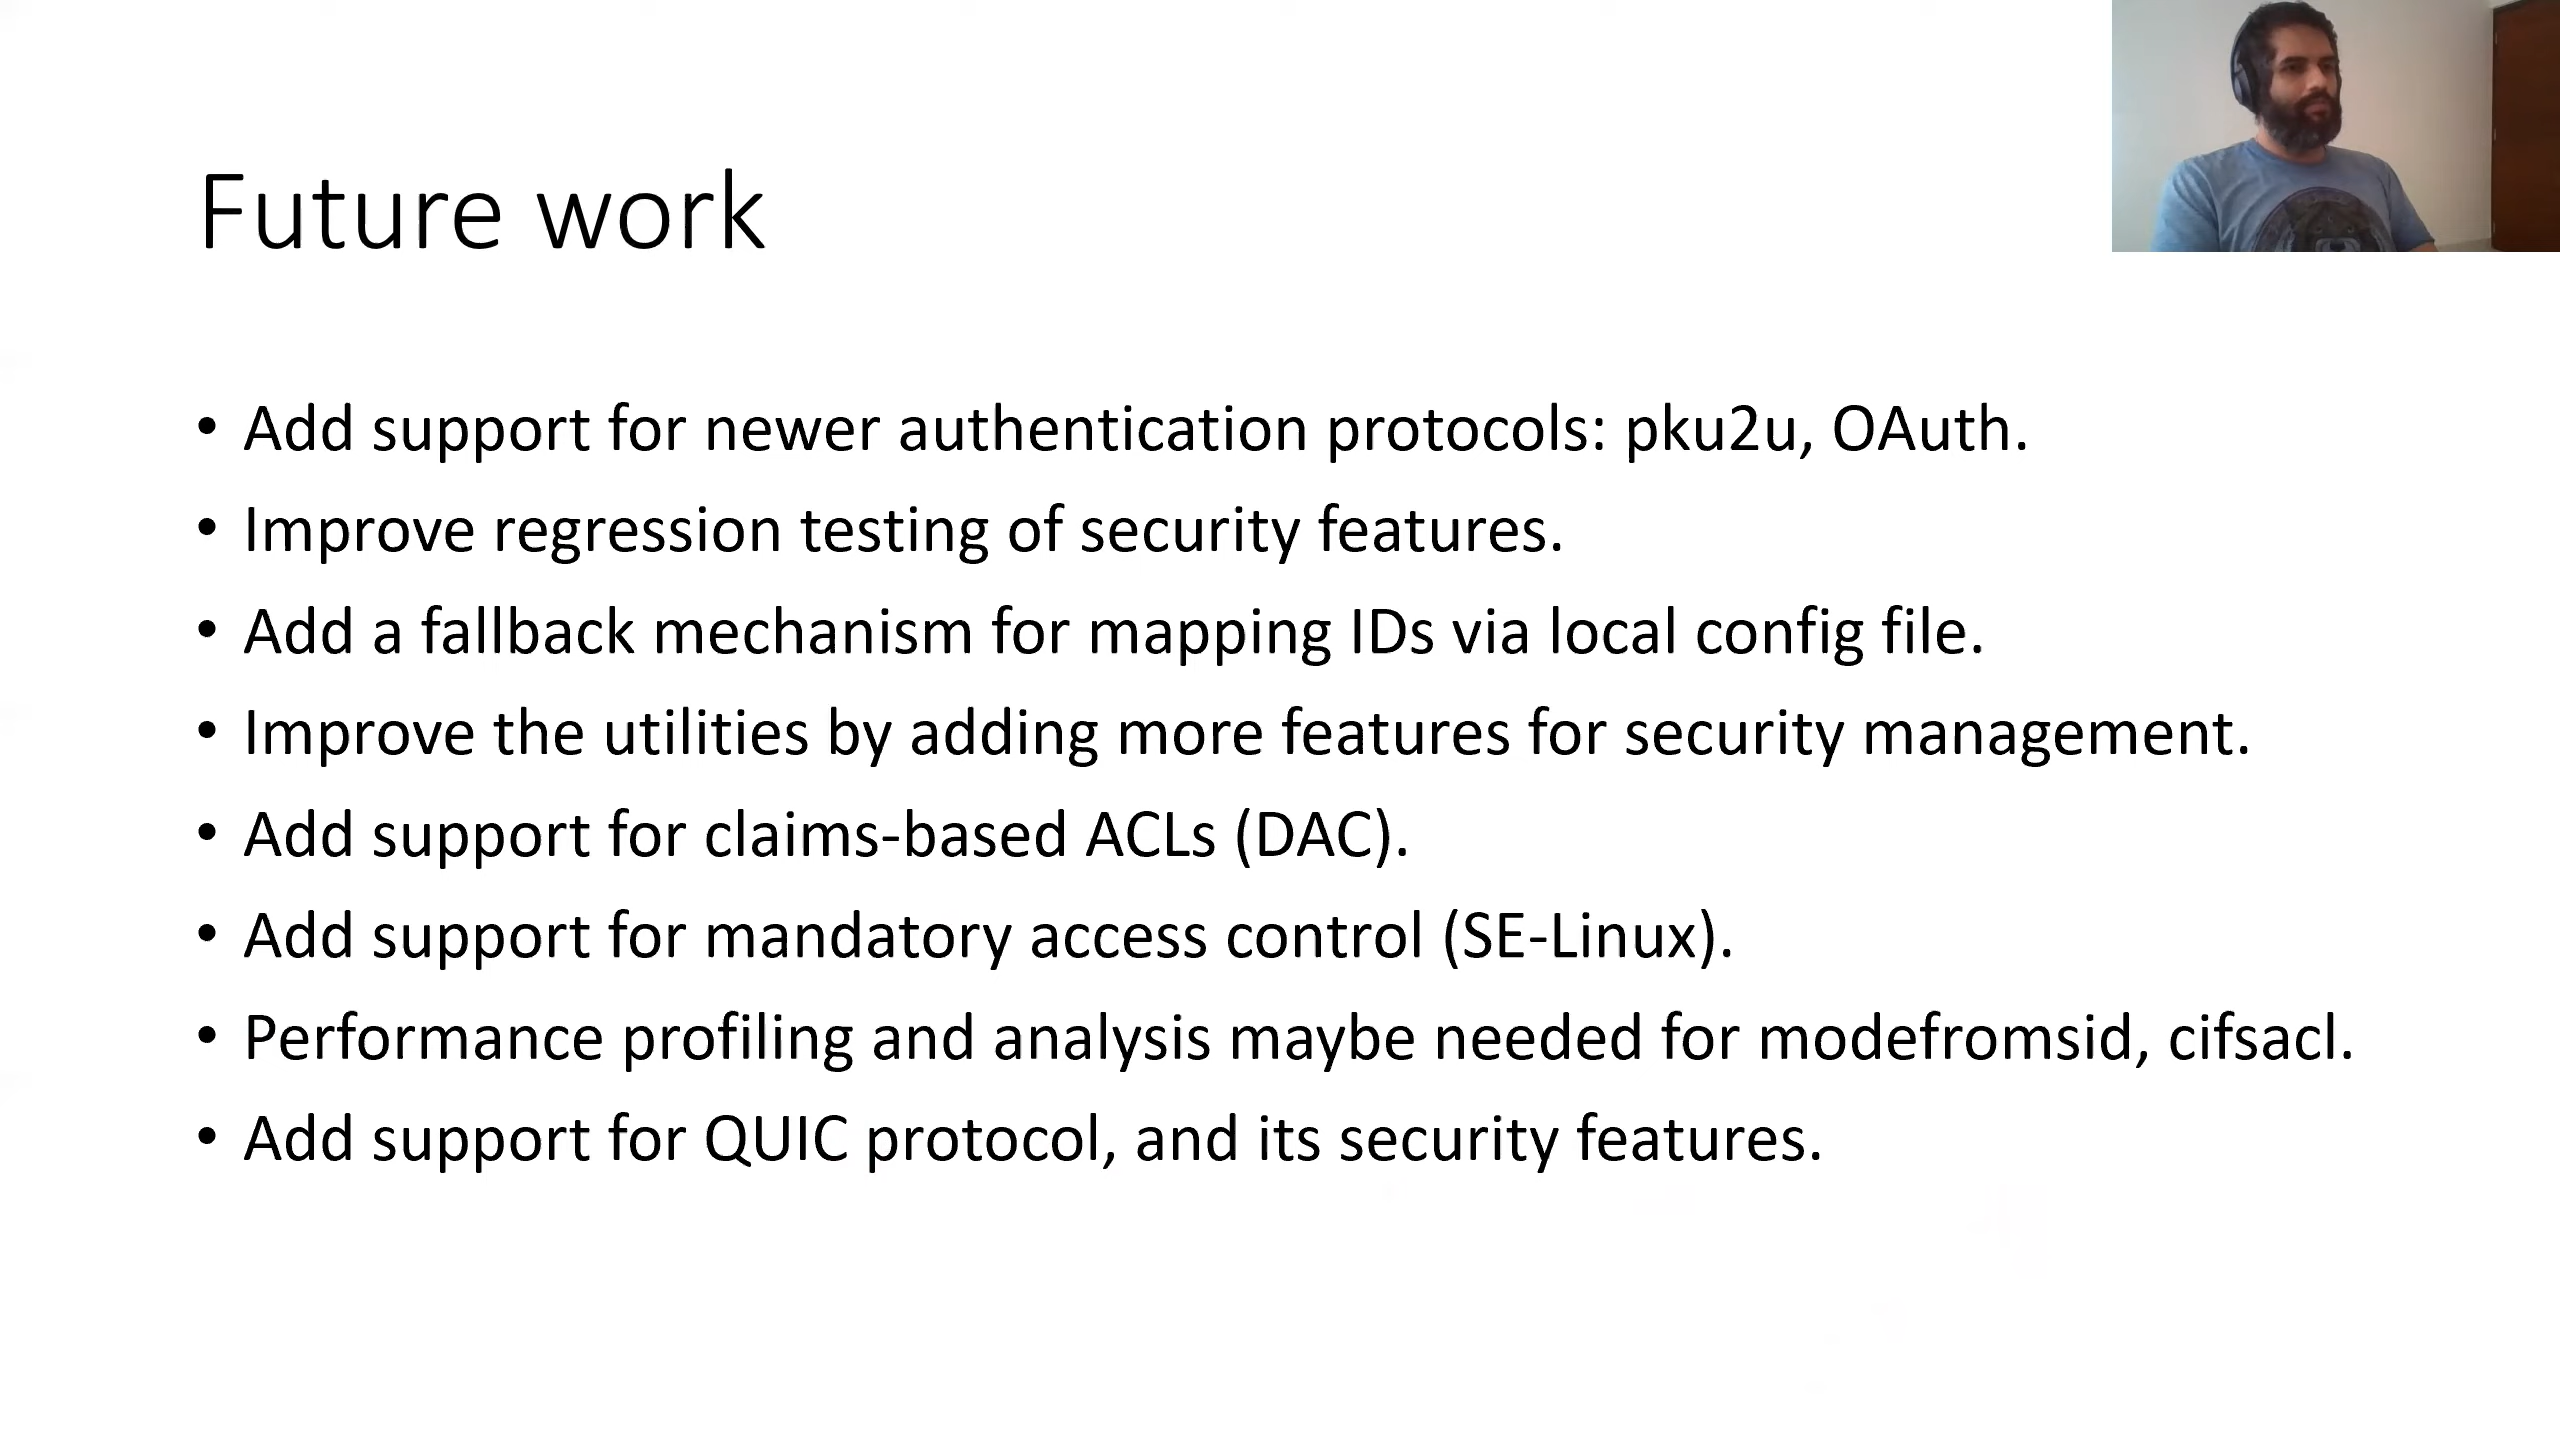 Future work
• Add support for newer authentication protocols: pku2u, OAuth.
• Improve regression testing of security features.
• Add a fallback mechanism for mapping IDs via local config file.
• Improve the utilities by adding more features for security management.
• Add support for claims-based ACLs (DAC).
• Add support for mandatory access control (SE-Linux).
• Performance profiling and analysis maybe needed for modefromsid, cifsacl.
• Add support for QUIC protocol, and its security features.